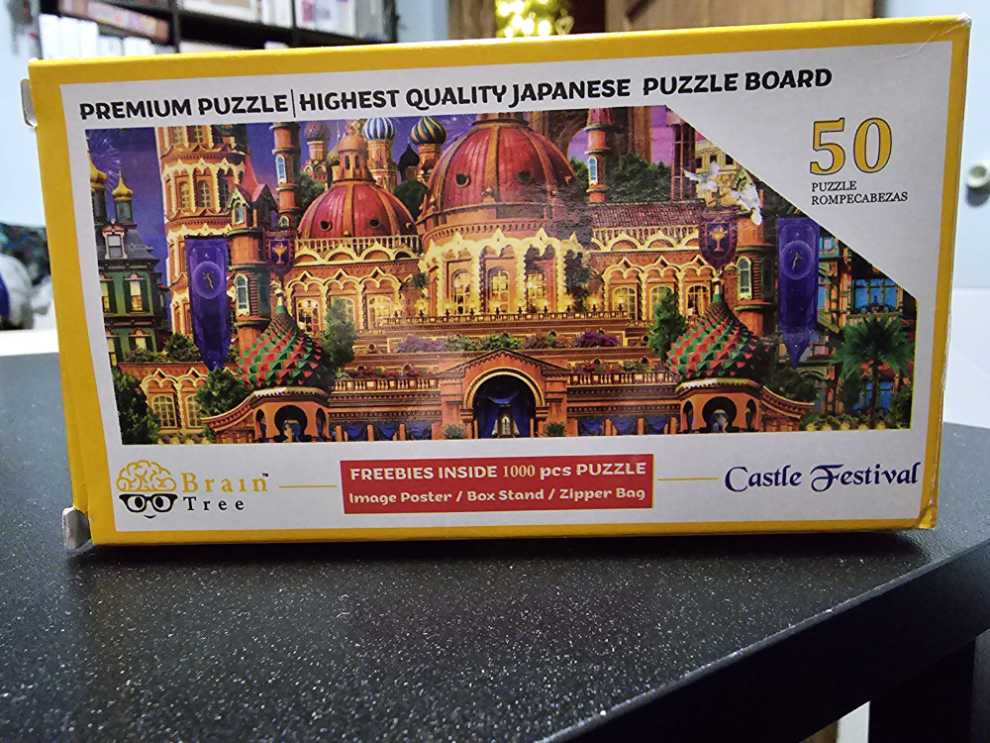 PREMIUM PUZZLE | HIGHEST QUALITY JAPANESE PUZZLE BOARD
50
PUZZLE
ROMPECABEZAS
Brain™
Tree
FREEBIES INSIDE 1000 pcs PUZZLE
Image Poster / Box Stand / Zipper Bag
Castle Festival